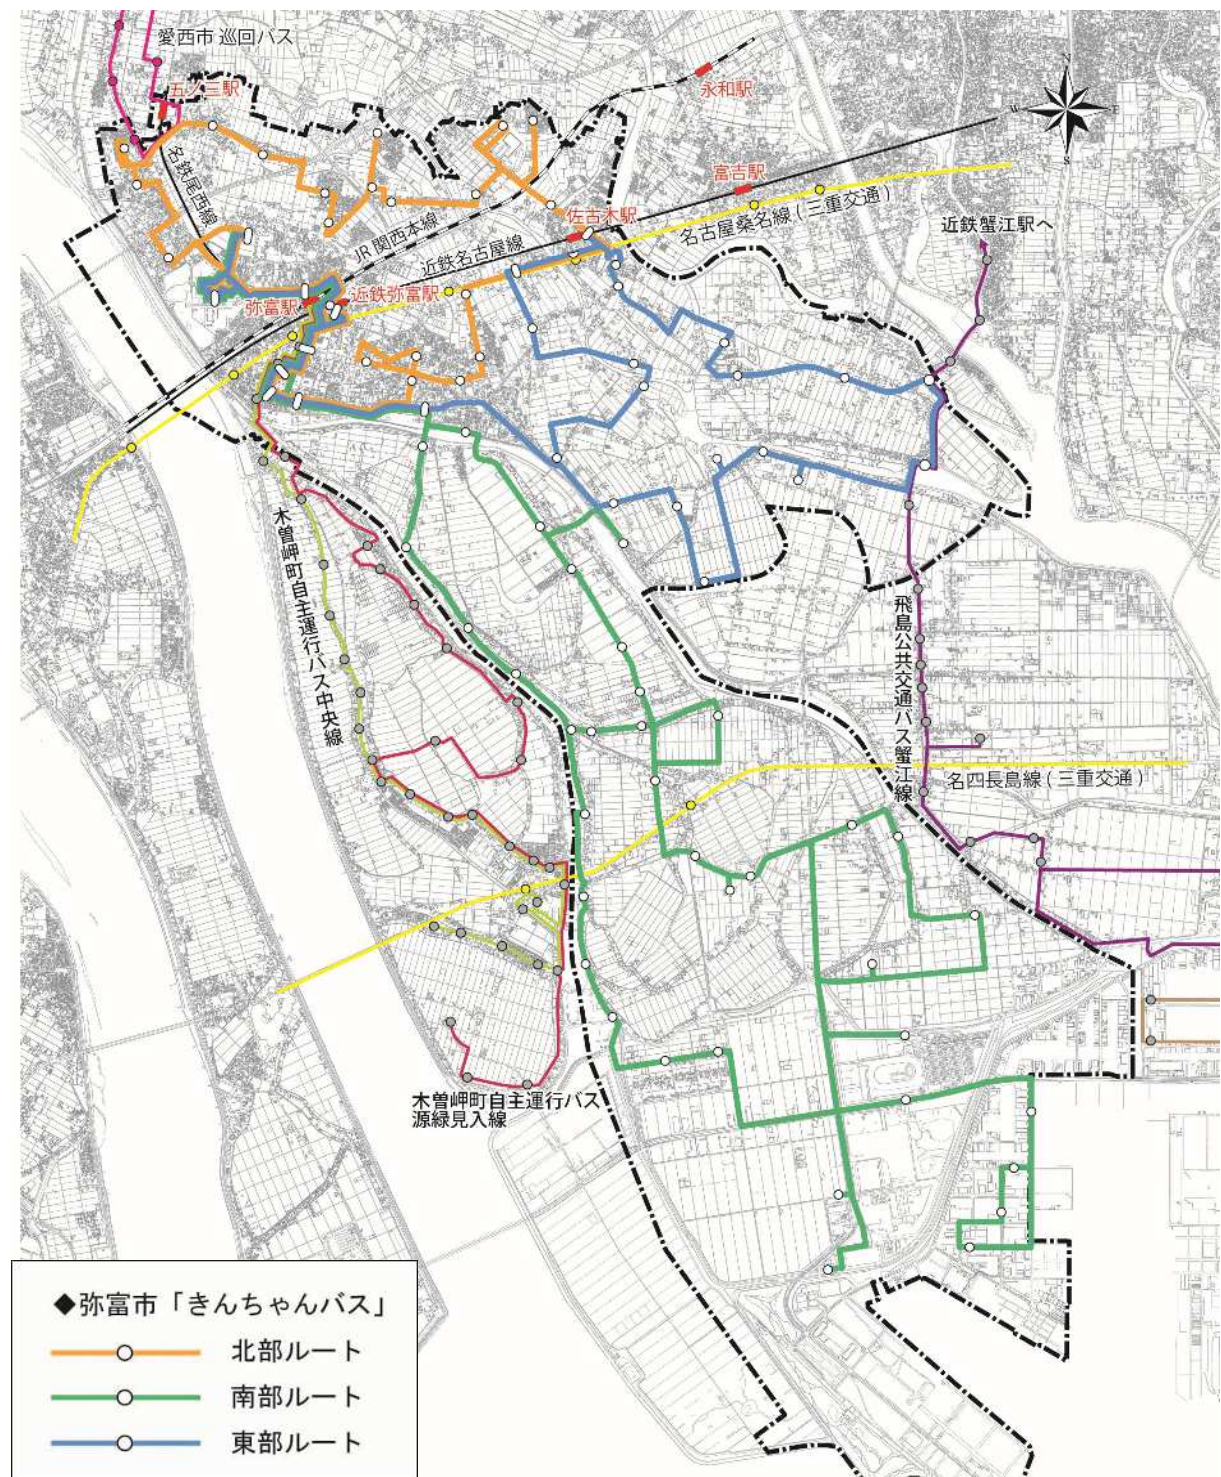 愛西市 巡回バス
五ノ三駅
永和駅
N
W
E
S
名鉄尾西線
富吉駅
佐古木駅
JR関西本線
近鉄名古屋線
名古屋桑名線(三重交通)
近鉄蟹江駅へ
弥富駅
近鉄弥富駅
木曽岬町自主運行バス中央線
飛島公共交通バス蟹江線
名四長島線(三重交通)
木曽岬町自主運行バス
源緑見入線
◆弥富市「きんちゃんバス」
北部ルート
南部ルート
東部ルート